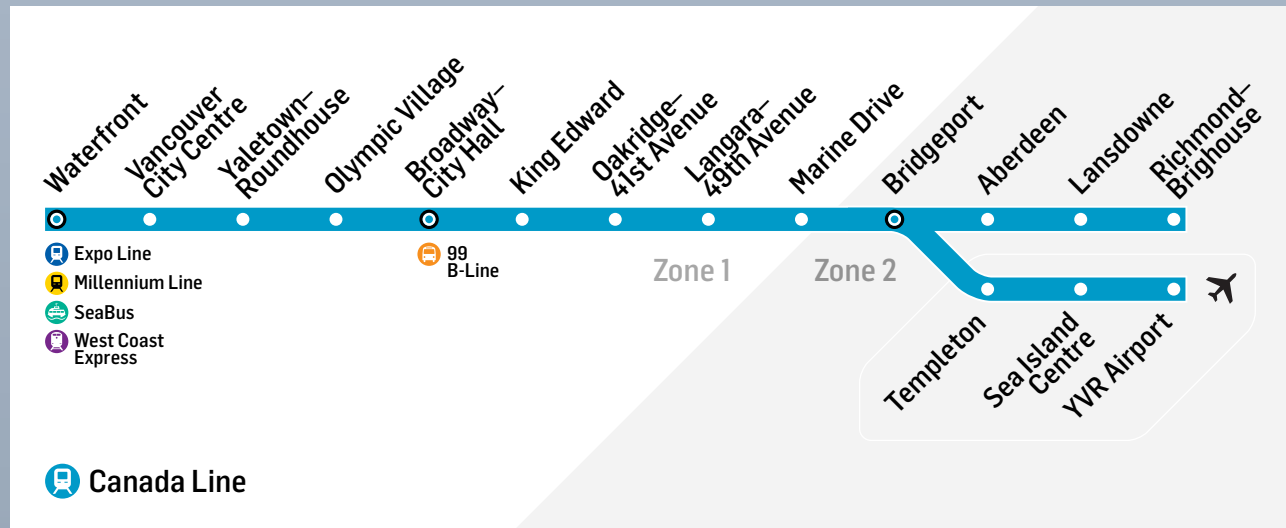 Waterfront
Vancouver
City Centre
Yaletown–
Roundhouse
Olympic Village
Broadway–
City Hall
King Edward
Oakridge–
41st Avenue
Langara–
49th Avenue
Marine Drive
Bridgeport
Aberdeen
Lansdowne
Richmond–
Brighouse
Expo Line
Millennium Line
SeaBus
West Coast
Express
99
B-Line
Zone 1
Zone 2
Templeton
Sea Island
Centre
YVR Airport
Canada Line